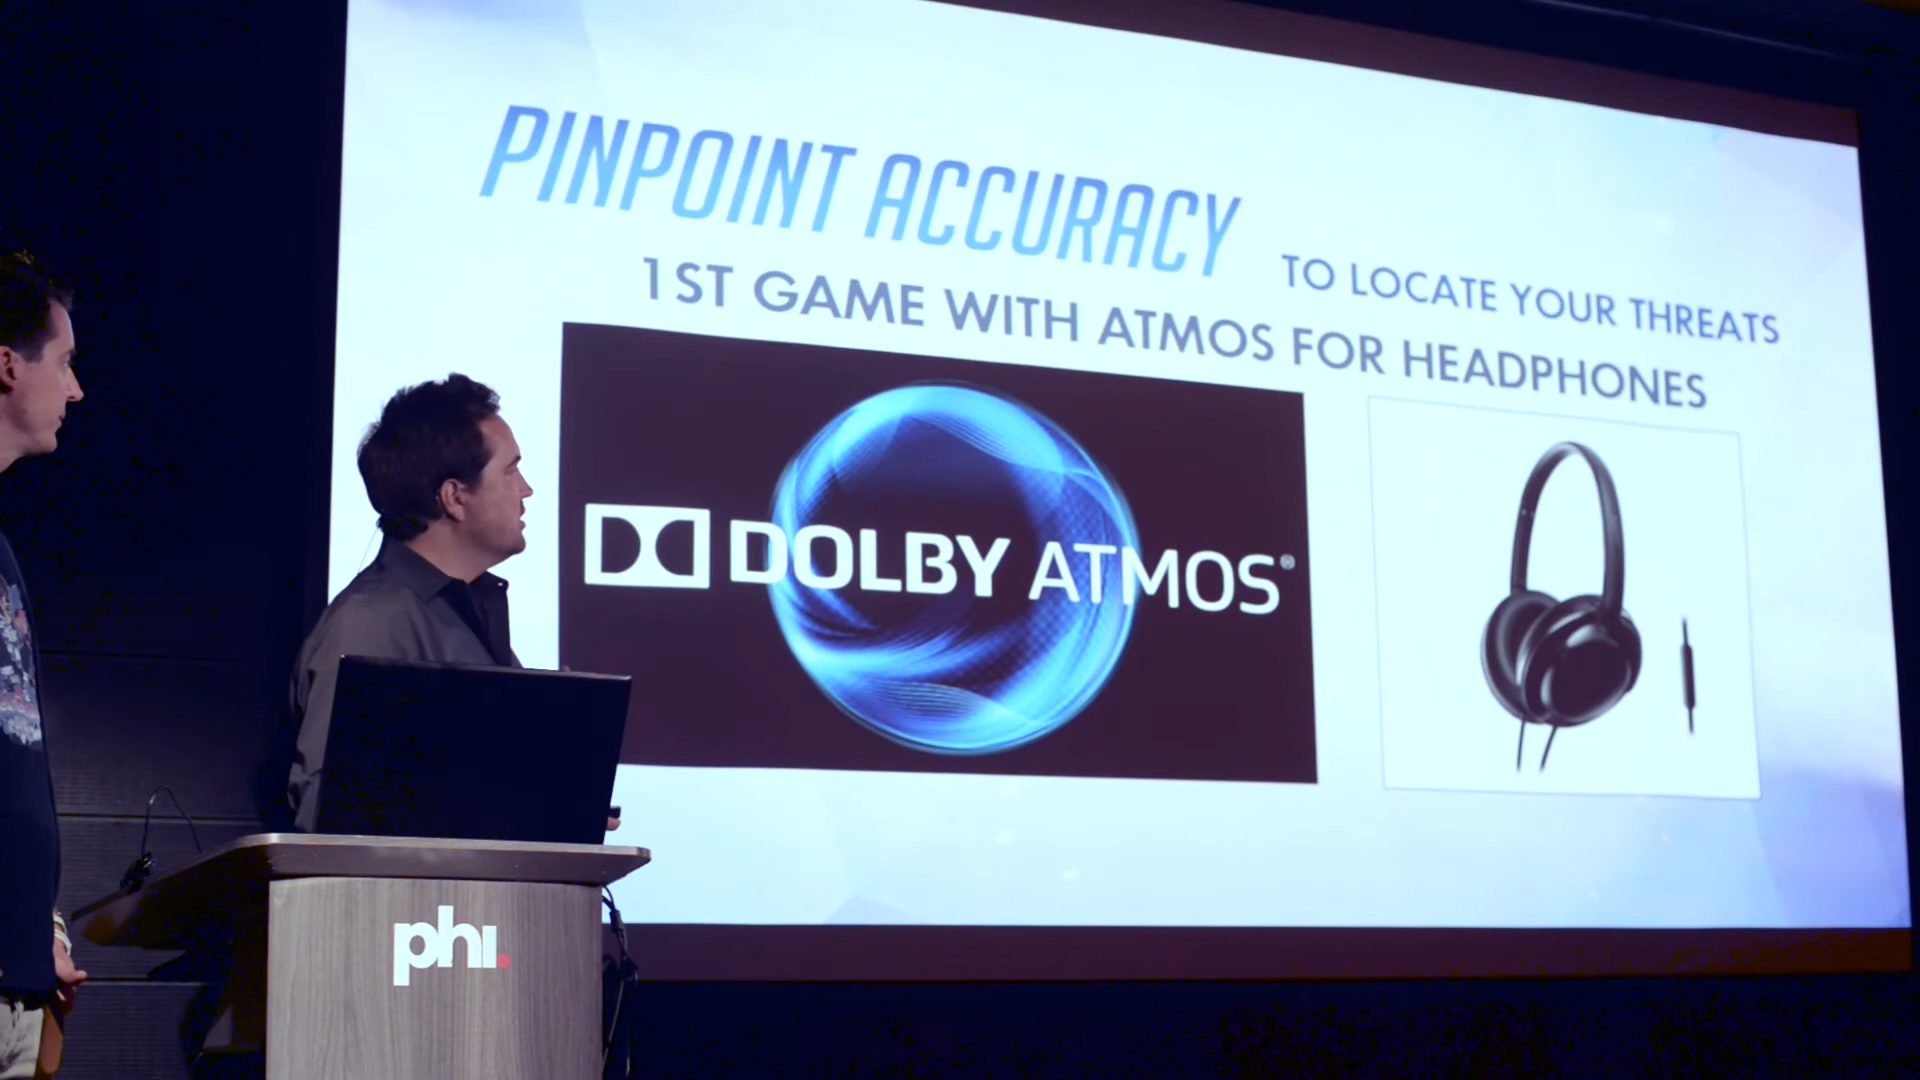 PINPOINT ACCURACY TO LOCATE YOUR THREATS
1ST GAME WITH ATMOS FOR HEADPHONES
DOLBY ATMOS®
phi.